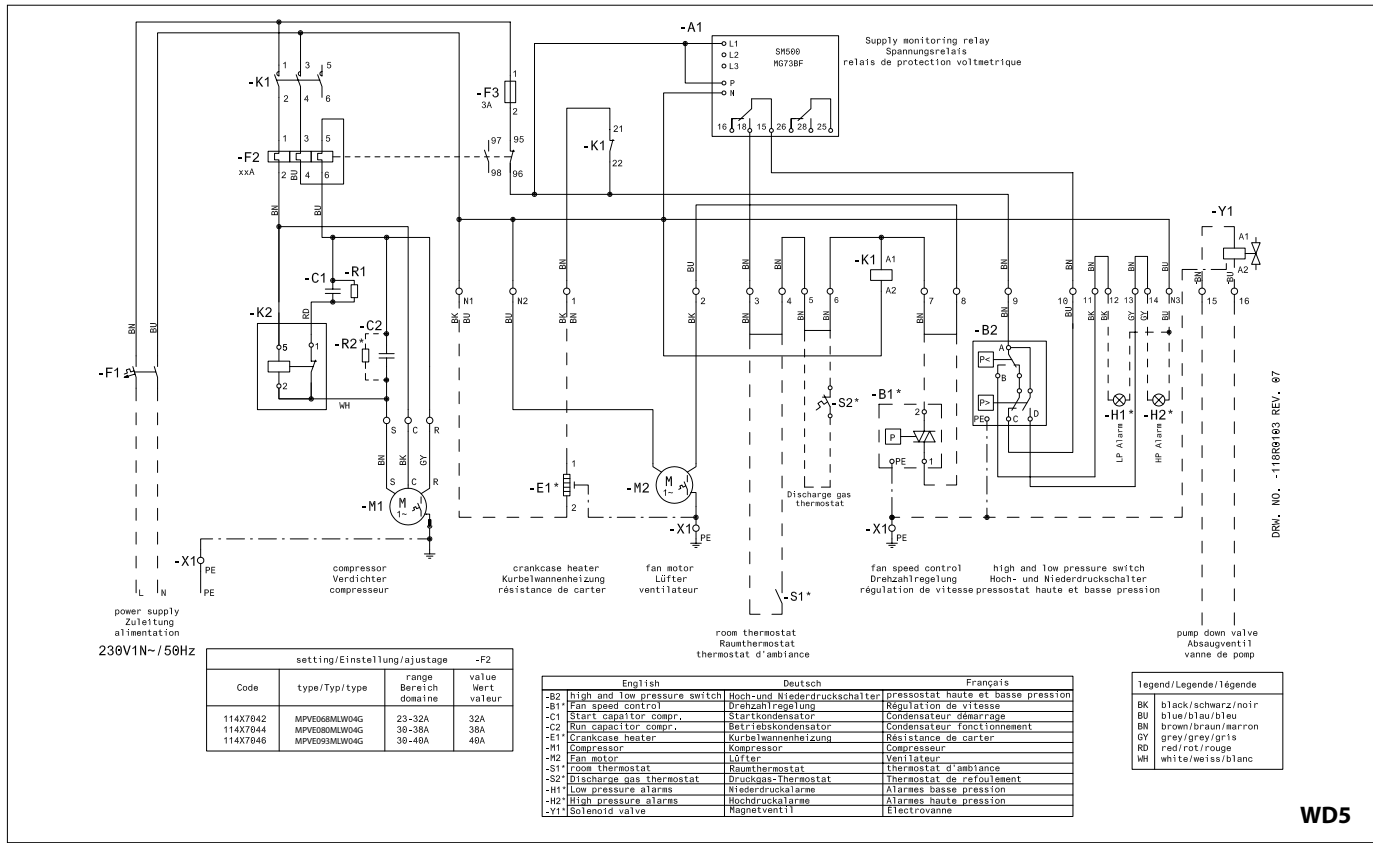 -A1
L1
L2
L3
P
N
SM500
MG73BF
16 18 15 26 28 25
Supply monitoring relay
Spannungsrelais
relais de protection voltmetrique
-K1
1 3 5
2 4 6
-F3
3A
1
2
-F2
xxA
1 3 5
2 BU 4 6
97 95
98 96
-K1
21
22
BN
BU
BN BU BN BU BN BN BN BN BN BU BN BN BN BN BU
-K1
A1
A2
-Y1
A1
A2
BN
BU
-C1
-R1
RD
-K2
5
1
2
-C2
-R2*
WH
N1 N2 1 2 3 4 5 6 7 8 9 10 11 12 13 14 N3 15 16
BK
BU
BU
BK
BN
BK
BN
BN
BN
BN
BN
BU
BK
BK
GY
GY
BU
BN
BU
-F1
S C R
BN BK GY
S C R
-M1
M
1~
-X1
PE
PE
L N
power supply
Zuleitung
alimentation
230V1N~/50Hz
compressor
Verdichter
compresseur
-E1*
1
2
crankcase heater
Kurbelwannenheizung
résistance de carter
-M2
M
1~
-X1
PE
fan motor
Lüfter
ventilateur
-S1*
room thermostat
Raumthermostat
thermostat d'ambiance
-S2*
Discharge gas
thermostat
-B1*
2
P
PE
1
-X1
PE
fan speed control
Drehzahlregelung
régulation de vitesse
-B2
A
P<
B
P>
PE
C
D
high and low pressure switch
Hoch- und Niederdruckschalter
pressostat haute et basse pression
-H1*
LP Alarm
-H2*
HP Alarm
pump down valve
Absaugventil
vanne de pomp
DRW. NO. -118R0103 REV. 07
setting/Einstellung/ajustage -F2
Code type/Typ/type range Bereich domaine value Wert valeur
114X7042 MPVE068MLW04G 23-32A 32A
114X7044 MPVE080MLW04G 30-38A 38A
114X7046 MPVE093MLW04G 30-40A 40A
English Deutsch Français
-B2 high and low pressure switch Hoch-und Niederdruckschalter pressostat haute et basse pression
-B1* Fan speed control Drehzahlregelung Régulation de vitesse
-C1 Start capaitor compr. Startkondensator Condensateur démarrage
-C2 Run capacitor compr. Betriebskondensator Condensateur fonctionnement
-E1* Crankcase heater Kurbelwannenheizung Résistance de carter
-M1 Compressor Kompressor Compresseur
-M2 Fan motor Lüfter Venilateur
-S1* room thermostat Raumthermostat thermostat d'ambiance
-S2* Discharge gas thermostat Druckgas-Thermostat Thermostat de refoulement
-H1* Low pressure alarms Niederdruckalarme Alarmes basse pression
-H2* High pressure alarms Hochdruckalarme Alarmes haute pression
-Y1* Solenoid valve Magnetventil Electrovanne
legend/Legende/légende
BK black/schwarz/noir
BU blue/blau/bleu
BN brown/braun/marron
GY grey/grey/gris
RD red/rot/rouge
WH white/weiss/blanc
WD5